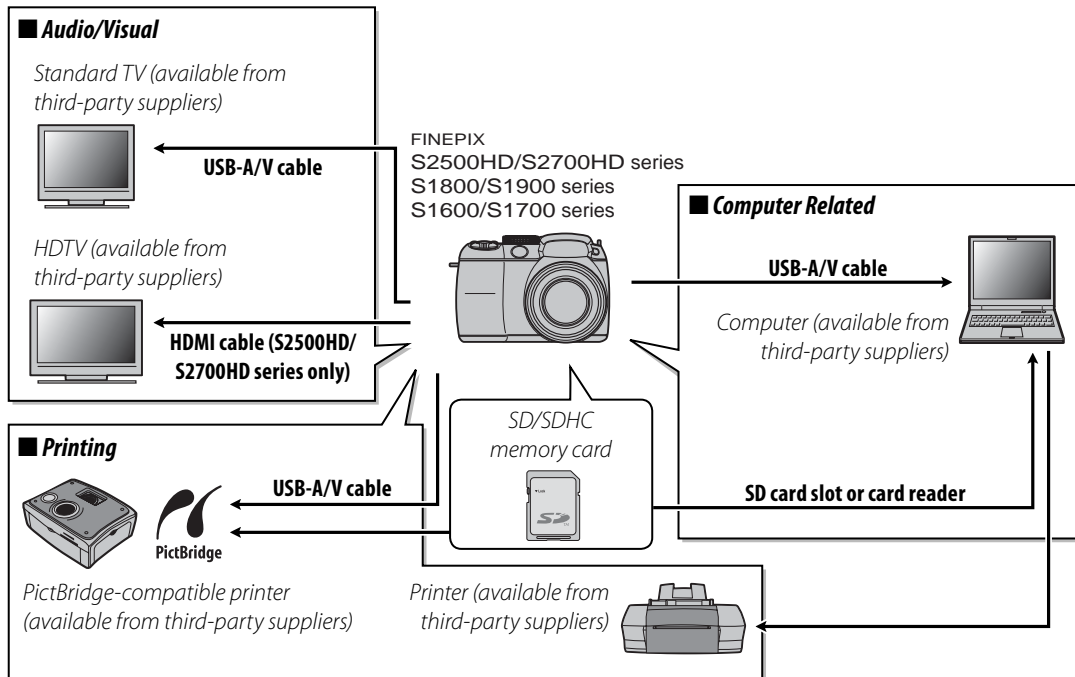 ■ Audio/Visual
Standard TV (available from
third-party suppliers)
USB-A/V cable
HDTV (available from
third-party suppliers)
HDMI cable (S2500HD/
S2700HD series only)
FINEPIX
S2500HD/S2700HD series
S1800/S1900 series
S1600/S1700 series
■ Computer Related
USB-A/V cable
Computer (available from
third-party suppliers)
SD/SDHC
memory card
SD
SD card slot or card reader
■ Printing
USB-A/V cable
PictBridge
PictBridge-compatible printer
(available from third-party suppliers)
Printer (available from
third-party suppliers)